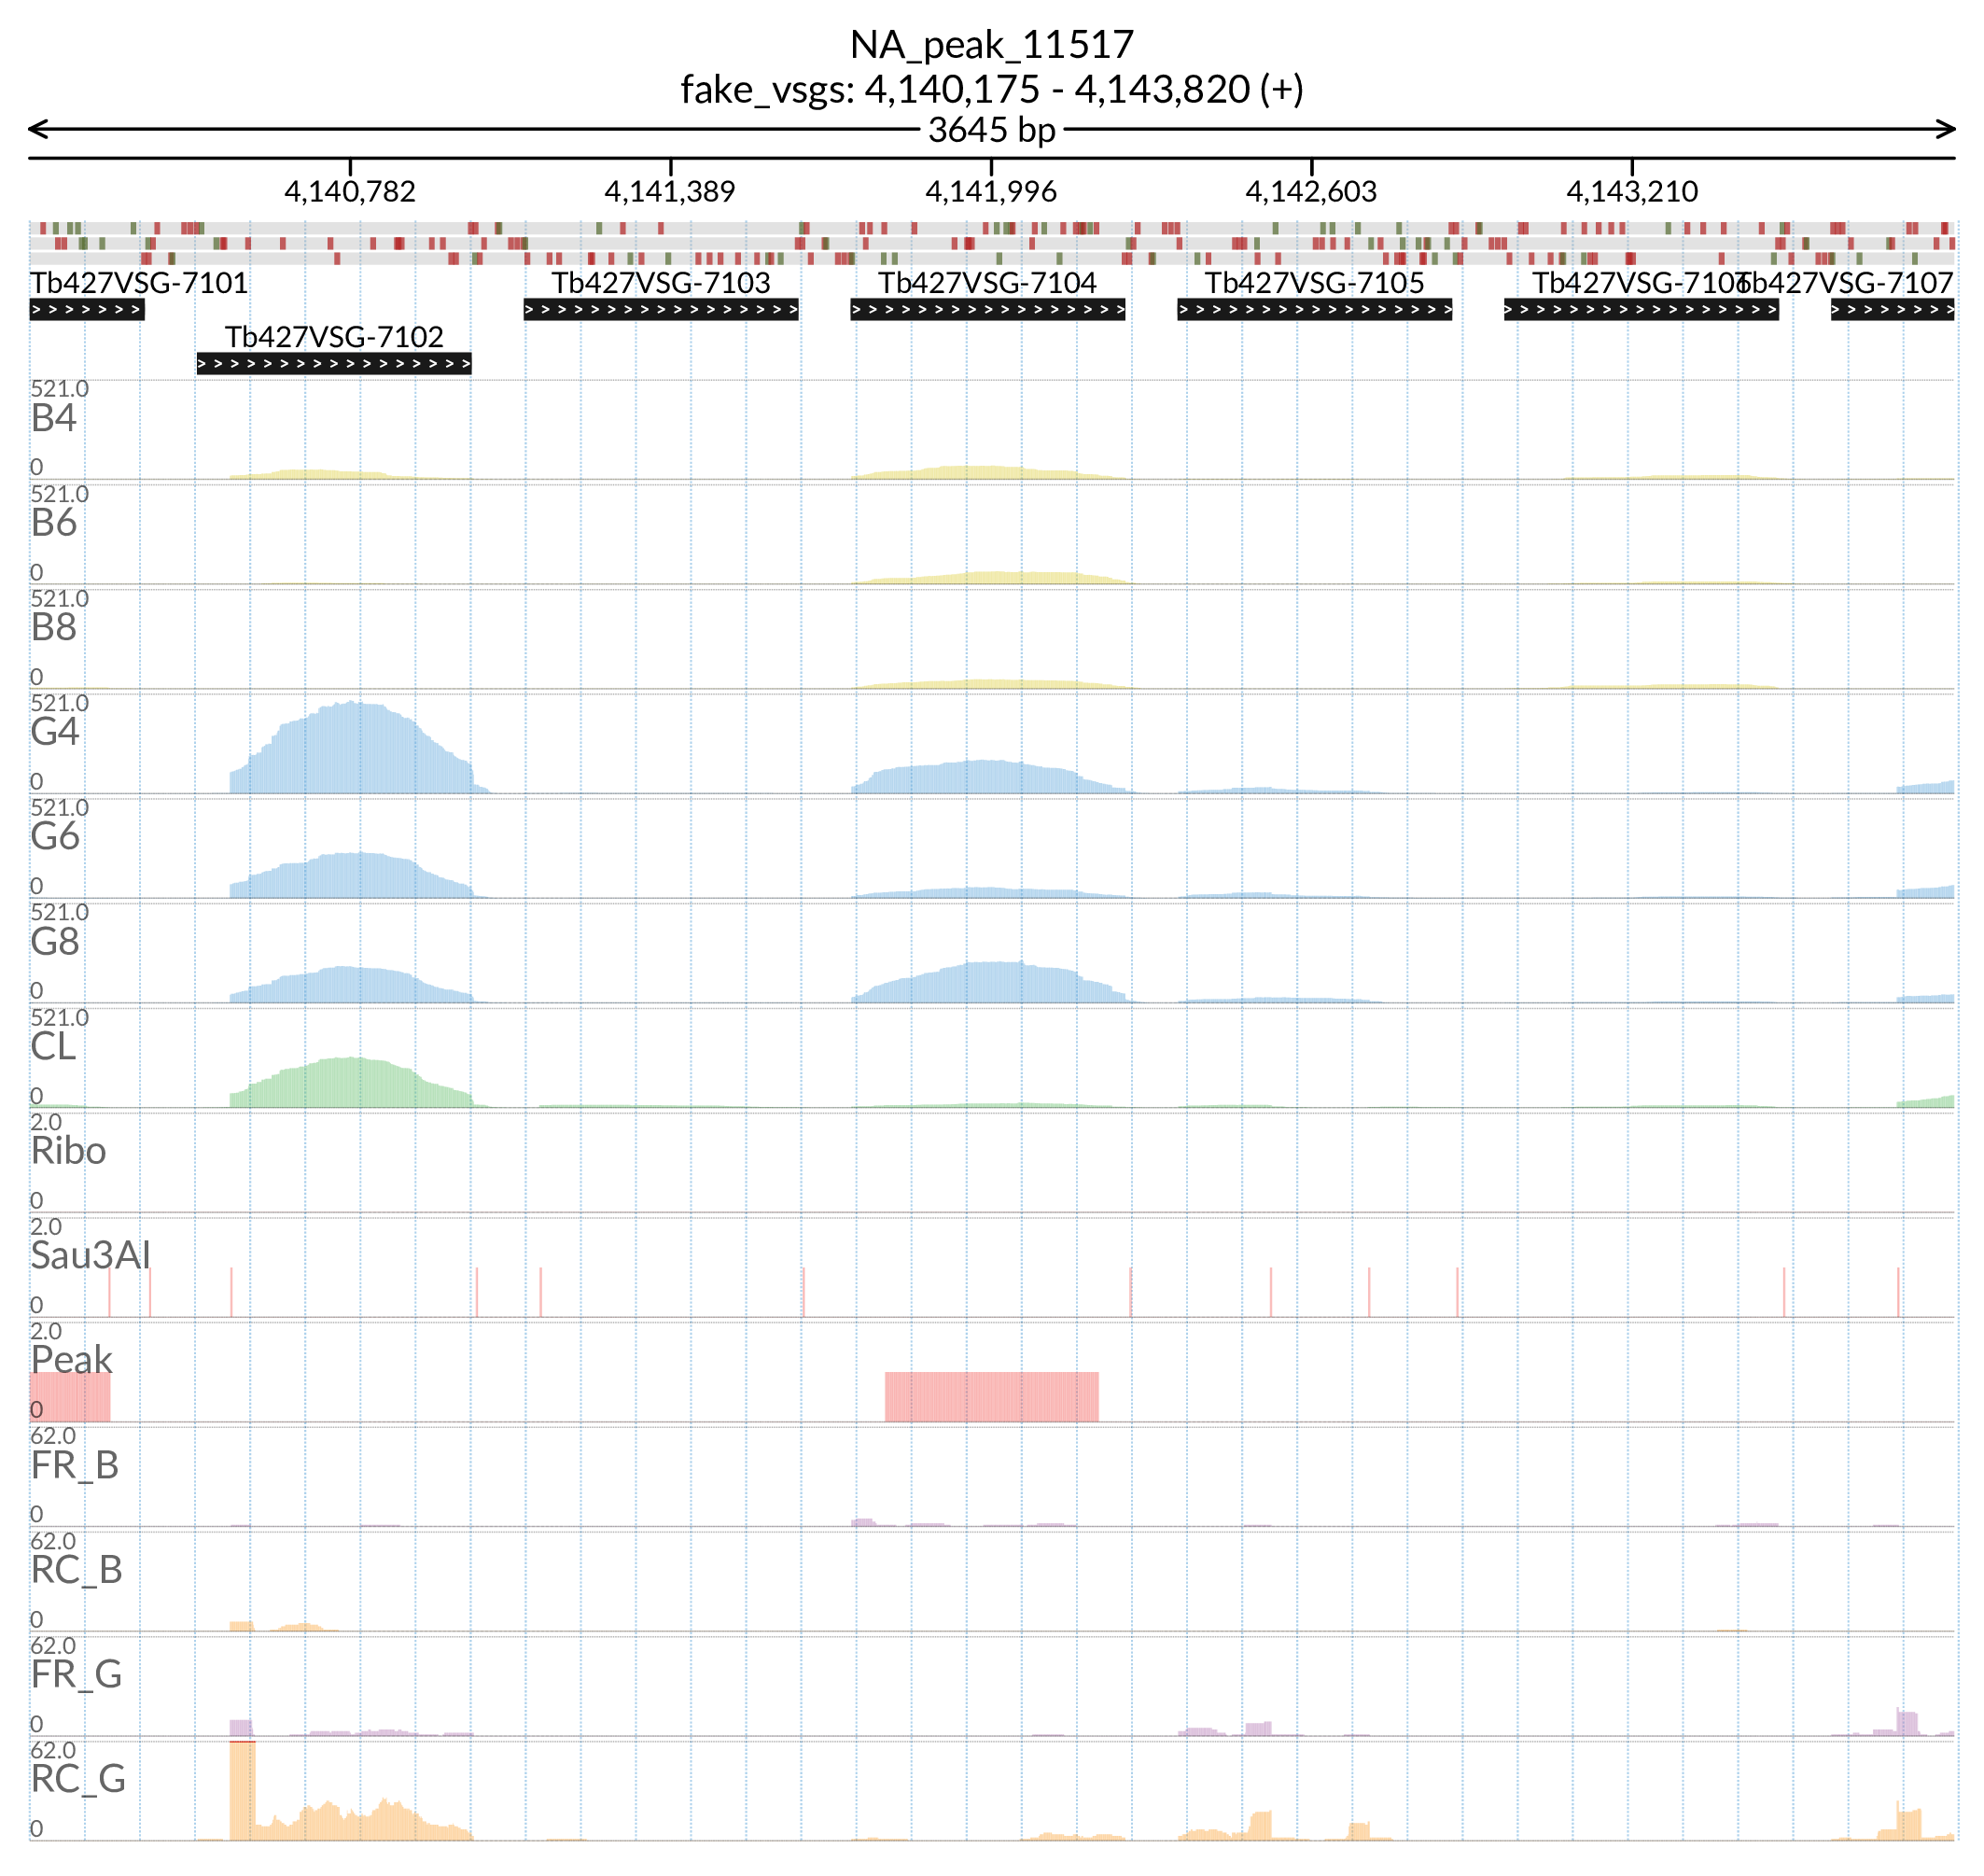 NA_peak_11517
fake_vsgs: 4,140,175 - 4,143,820 (+)
3645 bp
4,140,782 4,141,389 4,141,996 4,142,603 4,143,210
Tb427VSG-7101 Tb427VSG-7103 Tb427VSG-7104 Tb427VSG-7105 Tb427VSG-7106 Tb427VSG-7107
Tb427VSG-7102
521.0
B4
0
521.0
B6
0
521.0
B8
0
521.0
G4
0
521.0
G6
0
521.0
G8
0
521.0
CL
0
2.0
Ribo
0
2.0
Sau3AI
0
2.0
Peak
0
62.0
FR_B
0
62.0
RC_B
0
62.0
FR_G
0
62.0
RC_G
0